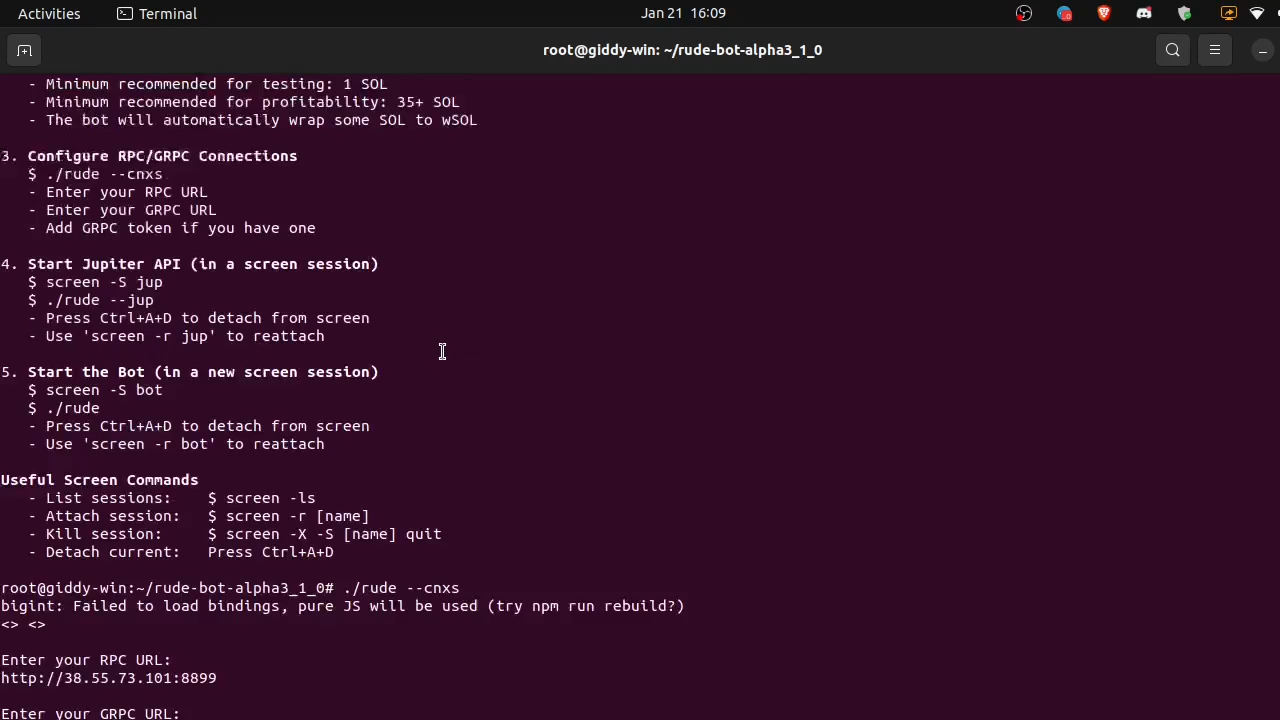 Activities
Terminal
Jan 21 16:09
root@giddy-win: ~/rude-bot-alpha3_1_0
- Minimum recommended for testing: 1 SOL
- Minimum recommended for profitability: 35+ SOL
- The bot will automatically wrap some SOL to wSOL
3. Configure RPC/GRPC Connections
$ ./rude --cnxs
- Enter your RPC URL
- Enter your GRPC URL
- Add GRPC token if you have one
4. Start Jupiter API (in a screen session)
$ screen -S jup
$ ./rude --jup
- Press Ctrl+A+D to detach from screen
- Use 'screen -r jup' to reattach
5. Start the Bot (in a new screen session)
$ screen -S bot
$ ./rude
- Press Ctrl+A+D to detach from screen
- Use 'screen -r bot' to reattach
Useful Screen Commands
- List sessions: $ screen -ls
- Attach session: $ screen -r [name]
- Kill session: $ screen -X -S [name] quit
- Detach current: Press Ctrl+A+D
root@giddy-win:~/rude-bot-alpha3_1_0# ./rude --cnxs
bigint: Failed to load bindings, pure JS will be used (try npm run rebuild?)
<> <>
Enter your RPC URL:
http://38.55.73.101:8899
Enter your GRPC URL: